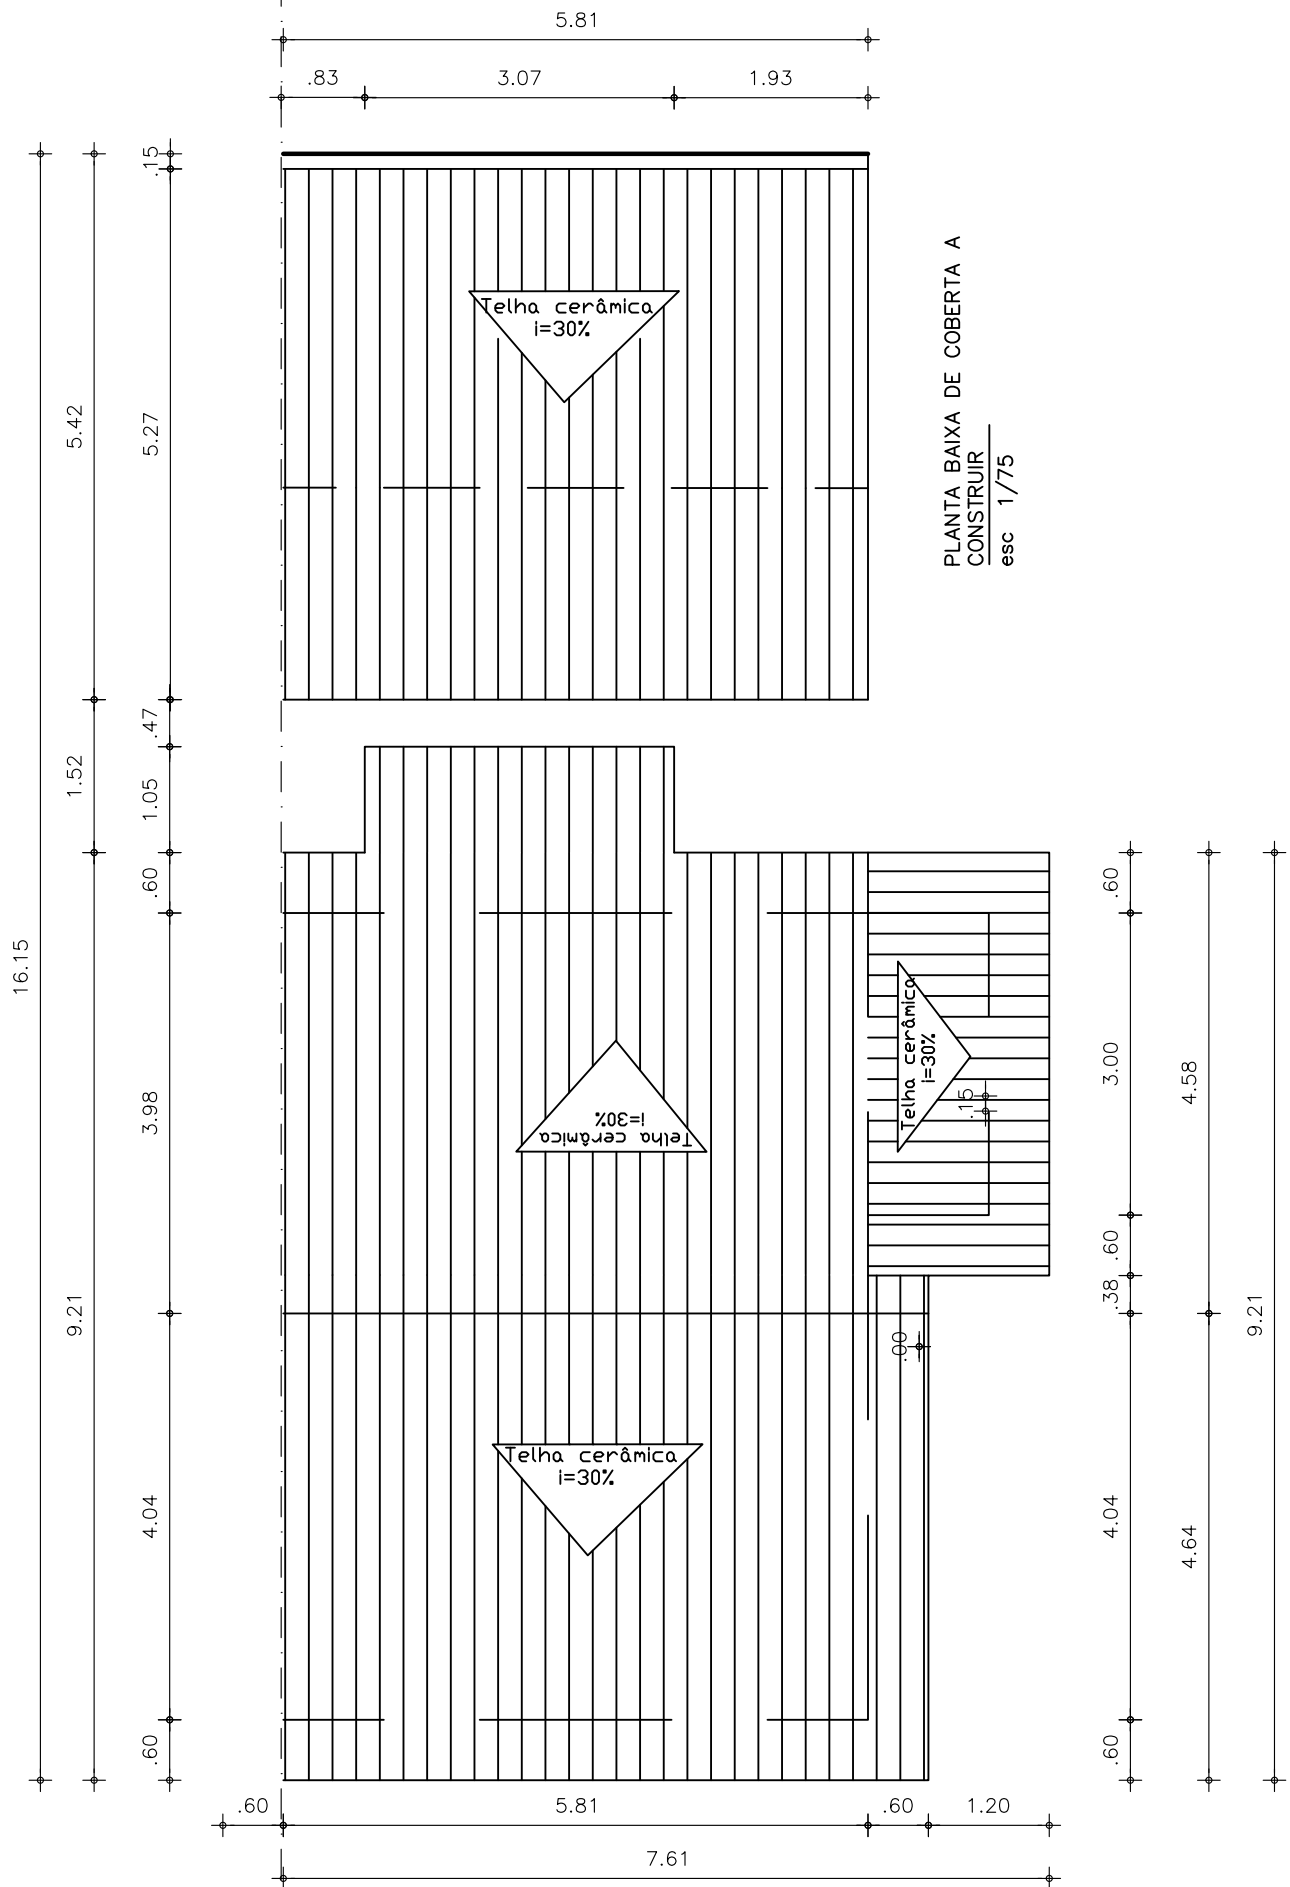 5.81
.83
3.07
1.93
.15
Telha cerâmica
i=30%
5.42
5.27
PLANTA BAIXA DE COBERTA A
CONSTRUIR
esc 1/75
.47
1.52
1.05
.60
.60
16.15
Telha cerâmica
i=30%
3.00
4.58
.15
3.98
Telha cerâmica
i=30%
.60
.38
9.21
9.21
.00
Telha cerâmica
i=30%
4.04
4.04
4.64
.60
.60
.60
5.81
.60
1.20
7.61